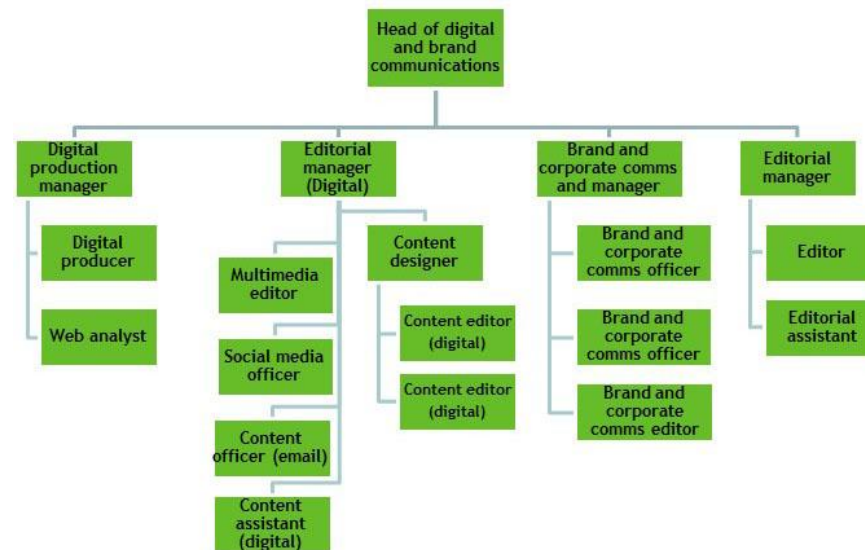 Head of digital
and brand
communications
Digital
production
manager
Editorial
manager
(Digital)
Brand and
corporate comms
and manager
Editorial
manager
Digital
producer
Web analyst
Multimedia
editor
Social media
officer
Content
officer (email)
Content
assistant
(digital)
Content
designer
Content editor
(digital)
Content editor
(digital)
Brand and
corporate
comms officer
Brand and
corporate
comms officer
Brand and
corporate
comms editor
Editor
Editorial
assistant